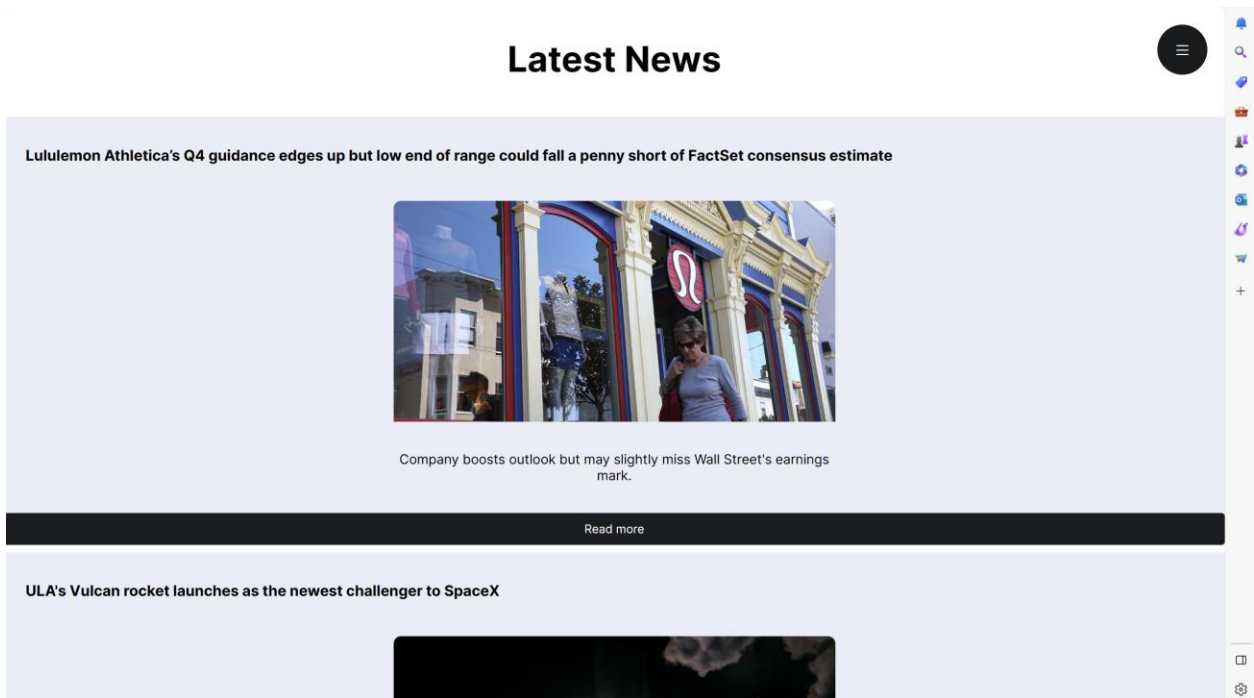 Latest News
Lululemon Athletica’s Q4 guidance edges up but low end of range could fall a penny short of FactSet consensus estimate
Company boosts outlook but may slightly miss Wall Street's earnings
mark.
Read more
ULA's Vulcan rocket launches as the newest challenger to SpaceX